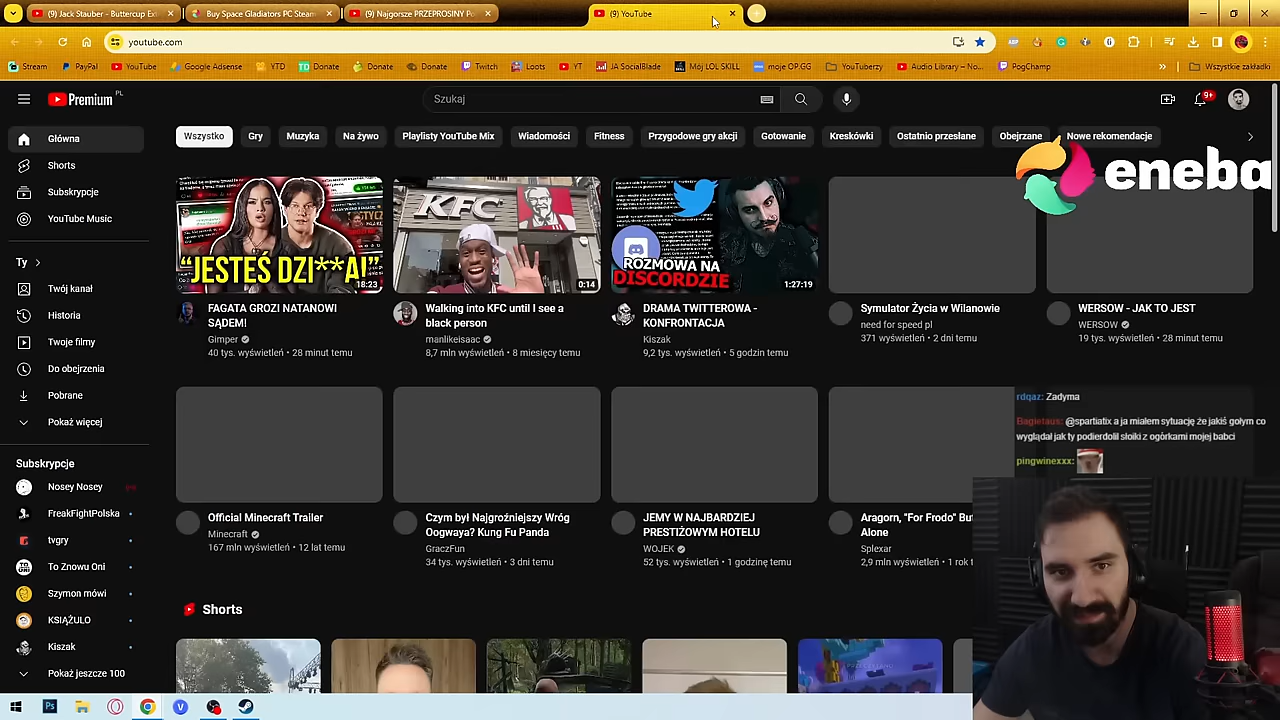 (9) Jack Stauber - Buttercup Ex
Buy Space Gladiators PC Steam
(9) Najgorsze PRZEPROSINY P
(9) YouTube
youtube.com
Stream
PayPal
YouTube
Google Adsense
YTD
Donate
Donate
Donate
Twitch
Loots
YT
JA SocialBlade
Mój LOL SKILL
moje OP.GG
YouTuberzy
Audio Library – No...
PogChamp
Wszystkie zakładki
Premium PL
Szukaj
9+
Główna
Shorts
Subskrypcje
YouTube Music
Ty
Twój kanał
Historia
Twoje filmy
Do obejrzenia
Pobrane
Pokaż więcej
Subskrypcje
Nosey Nosey
FreakFightPolska
tvgry
To Znowu Oni
Szymon mówi
KSIĄŻULO
Kiszak
Pokaż jeszcze 100
Wszystko
Gry
Muzyka
Na żywo
Playlisty YouTube Mix
Wiadomości
Fitness
Przygodowe gry akcji
Gotowanie
Kreskówki
Ostatnio przesłane
Obejrzane
Nowe rekomendacje
eneba
"JESTEŚ DZI**AI"
18:23
FAGATA GROZI NATANOWI
SĄDEM!
Gimper
40 tys. wyświetleń • 28 minut temu
KFC
0:14
Walking into KFC until I see a
black person
manlikeisaac
8,7 mln wyświetleń • 8 miesięcy temu
ROZMOWA NA
DISCORDZIE
1:27:19
DRAMA TWITTEROWA -
KONFRONTACJA
Kiszak
9,2 tys. wyświetleń • 5 godzin temu
Symulator Życia w Wilanowie
need for speed pl
371 wyświetleń • 2 dni temu
WERSOW - JAK TO JEST
WERSOW
19 tys. wyświetleń • 28 minut temu
Official Minecraft Trailer
Minecraft
167 mln wyświetleń • 12 lat temu
Czym był Najgroźniejszy Wróg
Oogwaya? Kung Fu Panda
GraczFun
34 tys. wyświetleń • 3 dni temu
JEMY W NAJBARDZIEJ
PRESTIŻOWYM HOTELU
WOJEK
52 tys. wyświetleń • 1 godzinę temu
Aragorn, "For Frodo" But
Alone
Splexar
2,9 mln wyświetleń • 1 rok t
rdqaz: Zadyma
Bagietaus: @spartiatix a ja miałem sytuację że jakiś gołym co
wyglądał jak ty podierdolił słoiki z ogórkami mojej babci
pingwinexxx:
Shorts